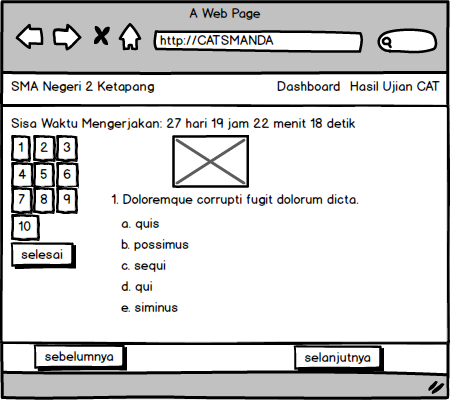 A Web Page
http://CATSMANDA
SMA Negeri 2 Ketapang
Dashboard Hasil Ujian CAT
Sisa Waktu Mengerjakan: 27 hari 19 jam 22 menit 18 detik
1 2 3
4 5 6
7 8 9
10
selesai
1. Doloremque corrupti fugit dolorum dicta.
a. quis
b. possimus
c. sequi
d. qui
e. siminus
sebelumnya
selanjutnya